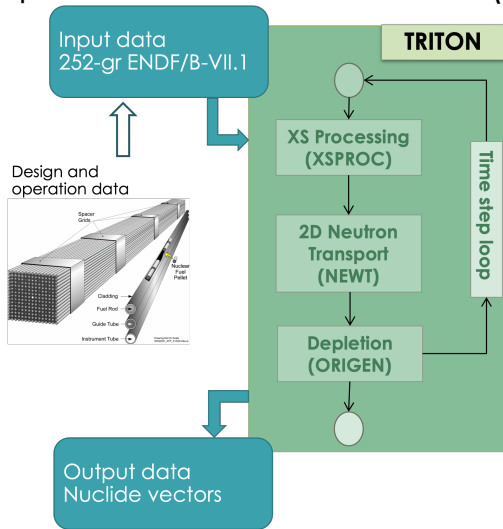 Input data
252-gr ENDF/B-VII.1
TRITON
XS Processing
(XSPROC)
Time step loop
Design and
operation data
Spacer
Grids
Nuclear
Fuel
Pellet
2D Neutron
Transport
(NEWT)
Cladding
Fuel Rod
Guide Tube
Instrument Tube
Depletion
(ORIGEN)
Output data
Nuclide vectors